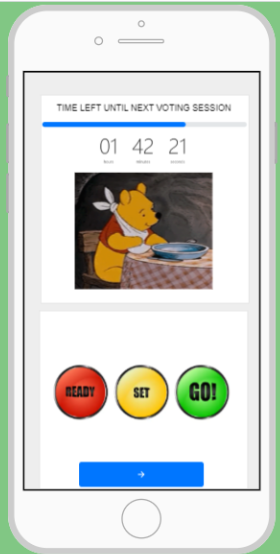 TIME LEFT UNTIL NEXT VOTING SESSION
01 42 21
READY SET GO!